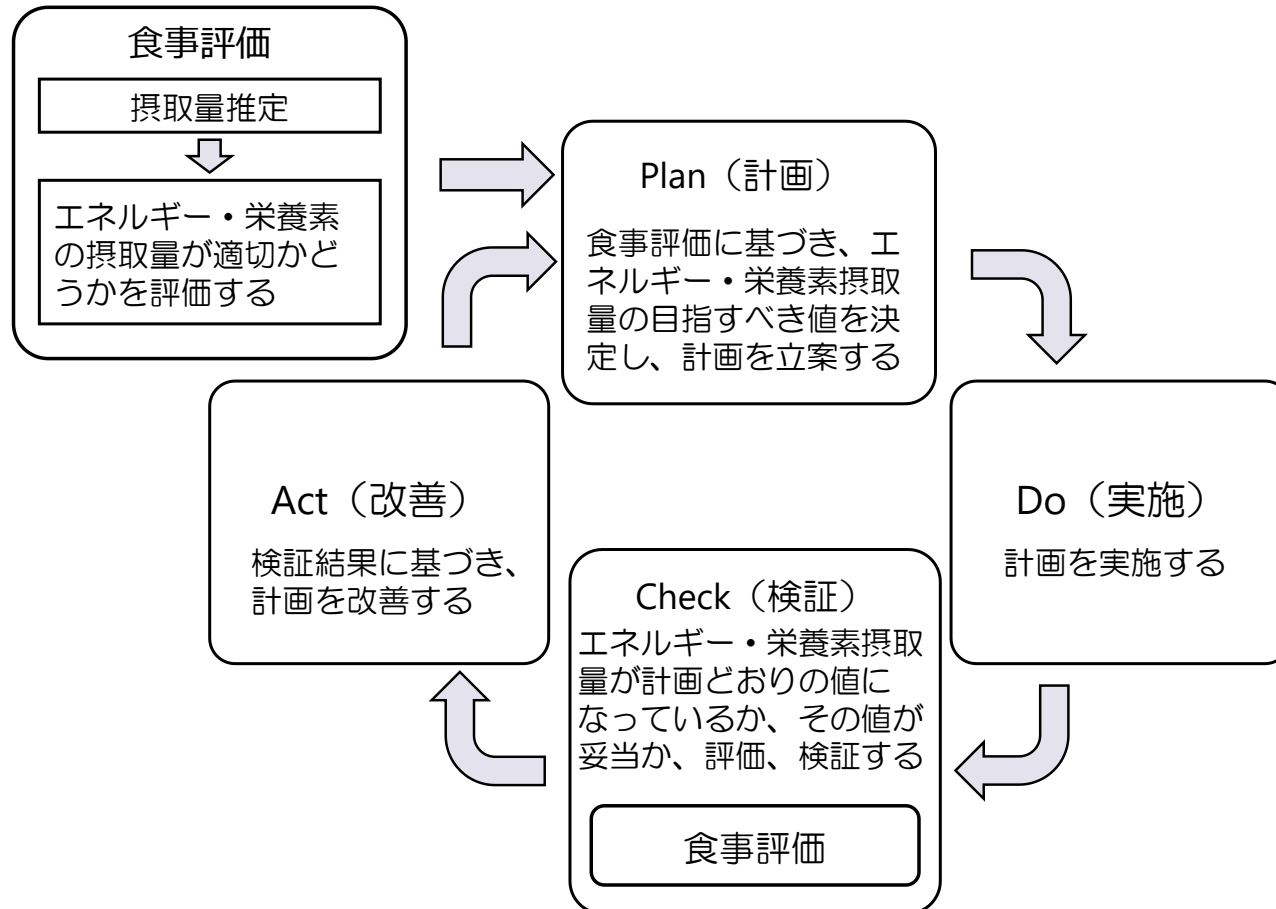 食事評価
摂取量推定
エネルギー・栄養素
の摂取量が適切かど
うかを評価する
Plan（計画）
食事評価に基づき、エ
ネルギー・栄養素摂取
量の目指すべき値を決
定し、計画を立案する
Do（実施）
計画を実施する
Check（検証）
エネルギー・栄養素摂取
量が計画どおりの値に
なっているか、その値が
妥当か、評価、検証する
食事評価
Act（改善）
検証結果に基づき、
計画を改善する